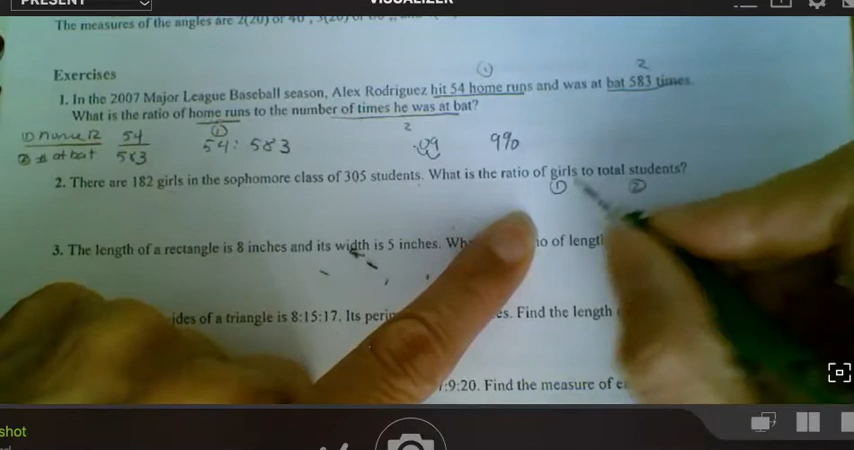 PRESENT
VISUALIZER
The measures of the angles are 2(20) or 40
Exercises
1
2
1. In the 2007 Major League Baseball season, Alex Rodriguez hit 54 home runs and was at bat 583 times.
What is the ratio of home runs to the number of times he was at bat?
1
2
54
583
54: 583
.09
9%
at bat
2. There are 182 girls in the sophomore class of 305 students. What is the ratio of girls to total students?
1 2
3. The length of a rectangle is 8 inches and its width is 5 inches. of
ides of a triangle is 8:15:17. Its es. Find the length
:9:20. Find the measure of
shot